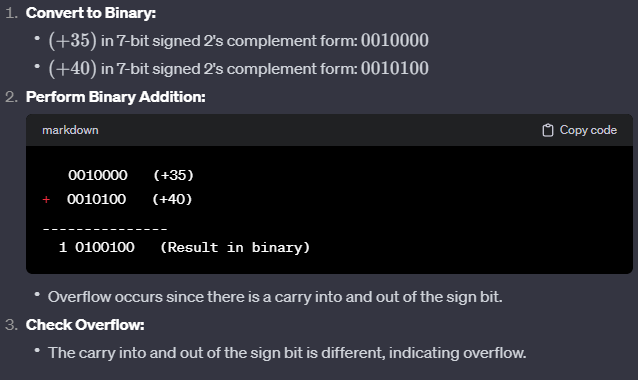 1. Convert to Binary:
• (+35) in 7-bit signed 2's complement form: 0010000
• (+40) in 7-bit signed 2's complement form: 0010100
2. Perform Binary Addition:
markdown Copy code
0010000 (+35)
+ 0010100 (+40)
---------------
1 0100100 (Result in binary)
• Overflow occurs since there is a carry into and out of the sign bit.
3. Check Overflow:
• The carry into and out of the sign bit is different, indicating overflow.